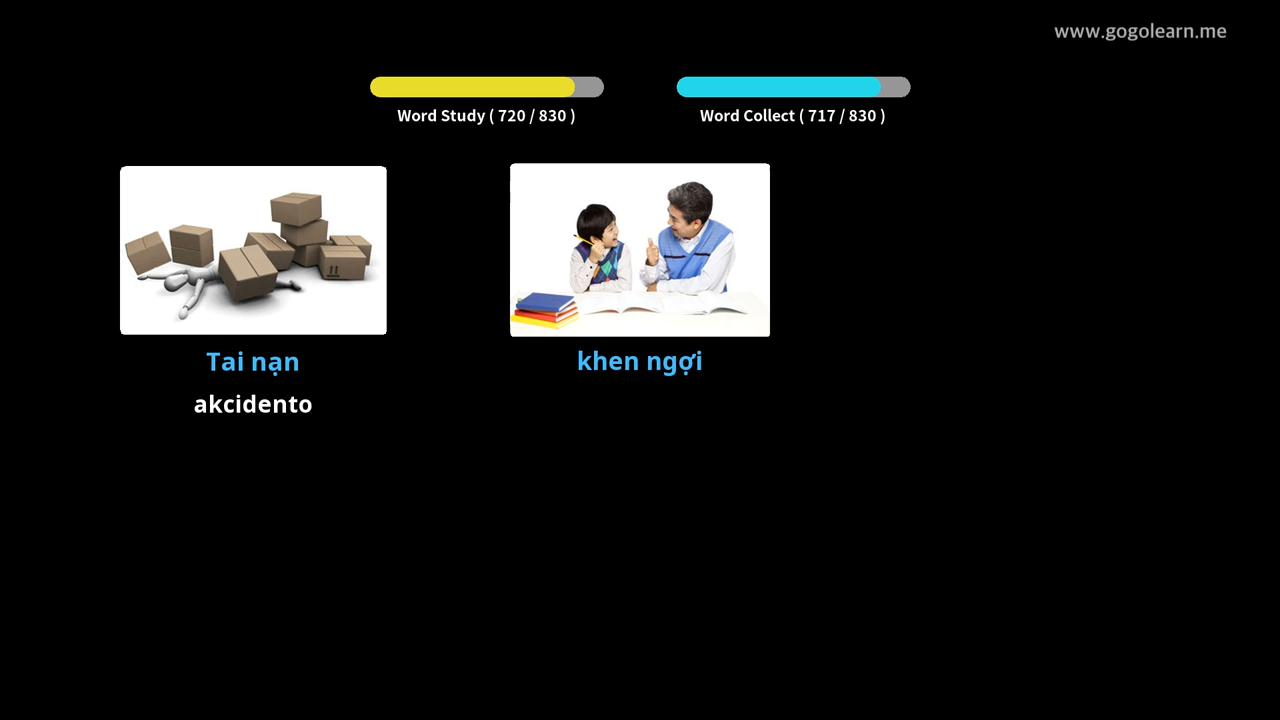 www.gogolearn.me
Word Study ( 720 / 830 )
Word Collect ( 717 / 830 )
Tai nạn
akcidento
khen ngợi